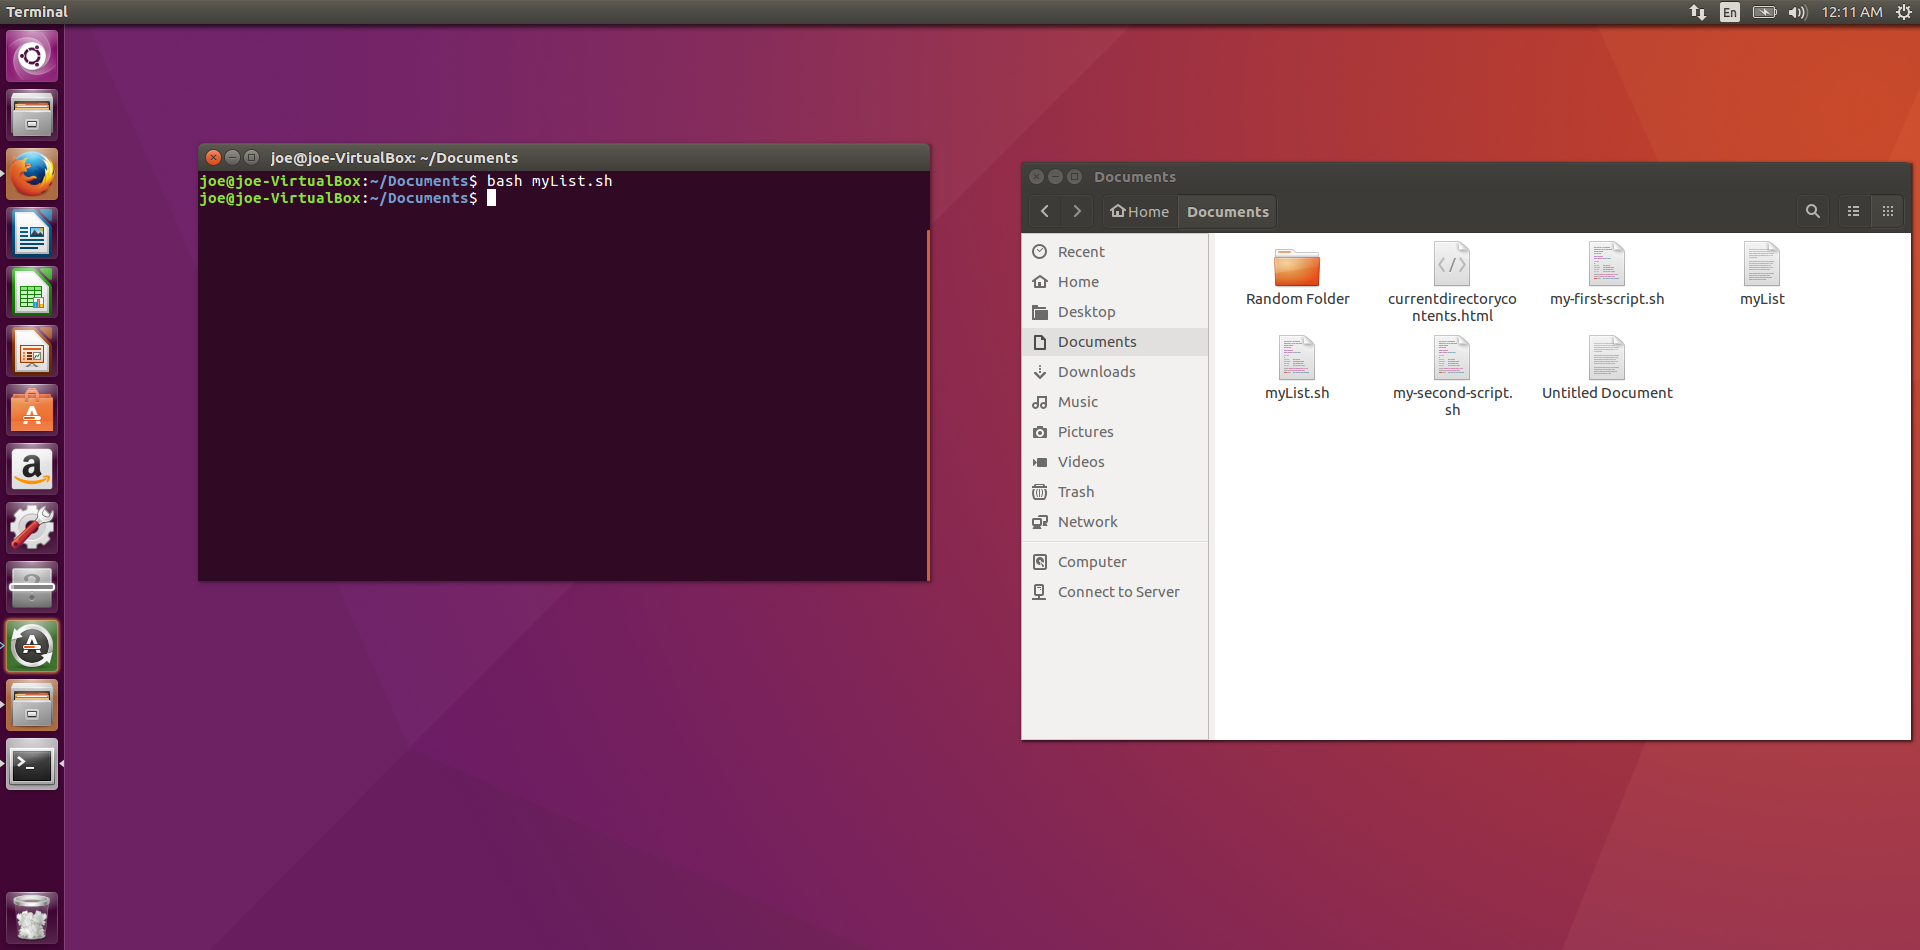 Terminal
En
12:11 AM
joe@joe-VirtualBox: ~/Documents
joe@joe-VirtualBox:~/Documents$ bash myList.sh
joe@joe-VirtualBox:~/Documents$
Documents
Home
Documents
Recent
Home
Desktop
Documents
Downloads
Music
Pictures
Videos
Trash
Network
Computer
Connect to Server
Random Folder
currentdirectoryco
ntents.html
my-first-script.sh
myList
myList.sh
my-second-script.
sh
Untitled Document